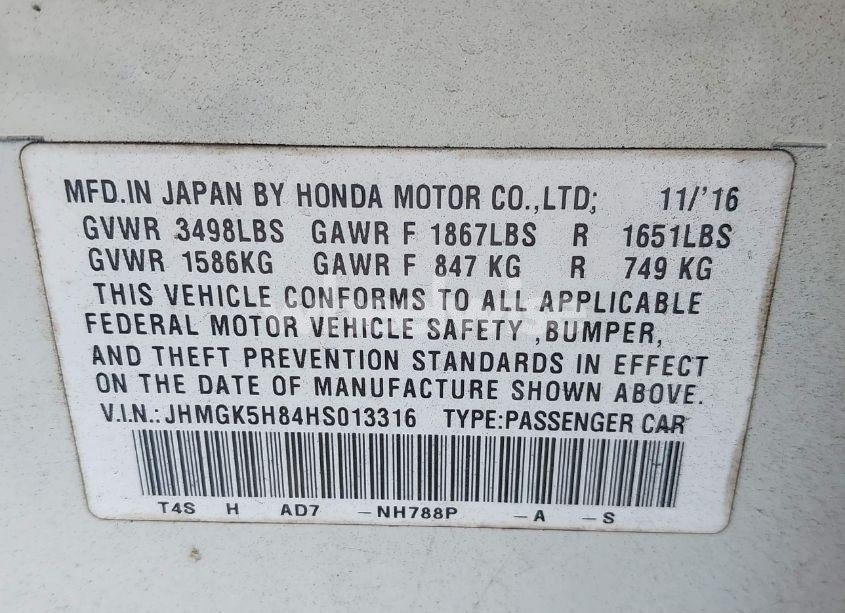 MFD.IN JAPAN BY HONDA MOTOR CO.,LTD; 11/'16
GVWR 3498LBS GAWR F 1867LBS R 1651LBS
GVWR 1586KG GAWR F 847 KG R 749 KG
THIS VEHICLE CONFORMS TO ALL APPLICABLE
FEDERAL MOTOR VEHICLE SAFETY ,BUMPER,
AND THEFT PREVENTION STANDARDS IN EFFECT
ON THE DATE OF MANUFACTURE SHOWN ABOVE.
V.I.N.: JHMGK5H84HS013316 TYPE:PASSENGER CAR
T4S H AD7 -NH788P -A -S